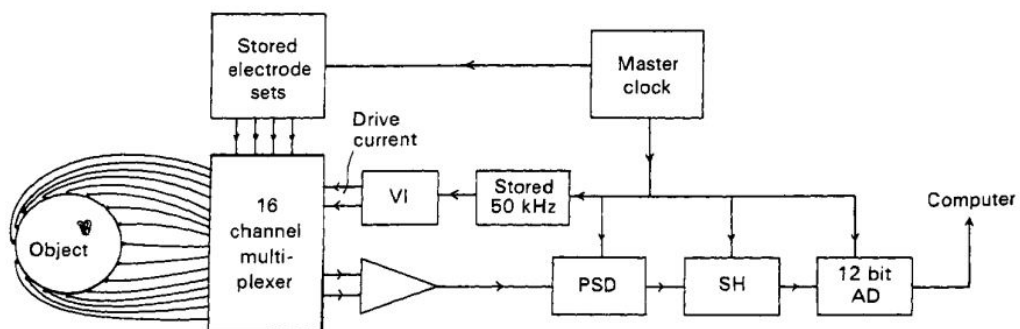 Stored
electrode
sets
Master
clock
Drive
current
16
channel
multi-
plexer
VI
Stored
50 kHz
Computer
Object
PSD
SH
12 bit
AD